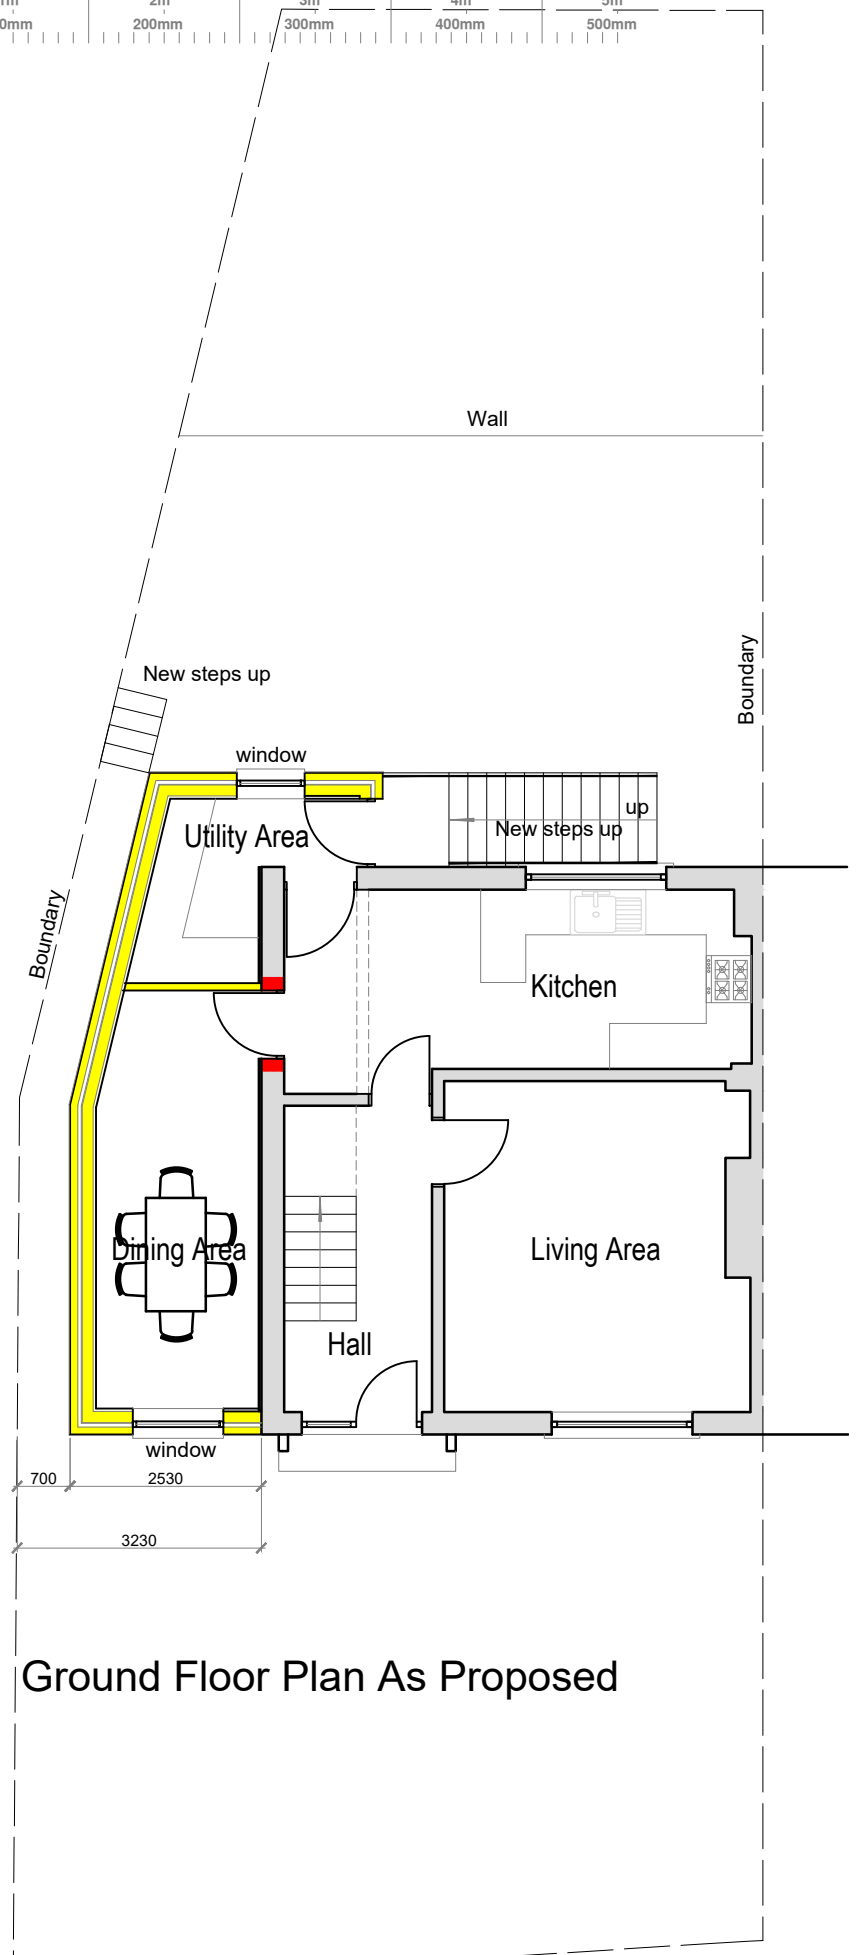 2m
3m
4m
5m
200mm
300mm
400mm
500mm
Wall
Boundary
New steps up
window
up
Utility Area
New steps up
Boundary
Kitchen
Dining Area
Living Area
Hall
window
700
2530
3230
Ground Floor Plan As Proposed